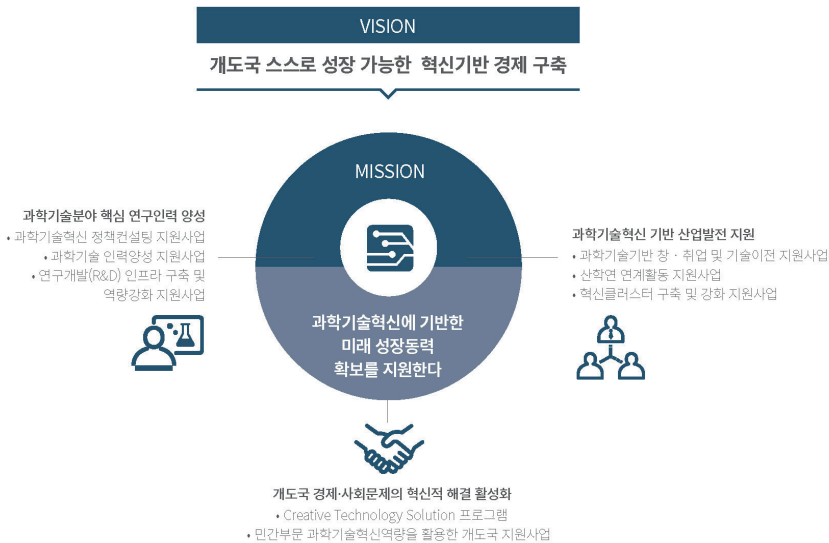 VISION
개도국 스스로 성장 가능한 혁신기반 경제 구축
MISSION
과학기술혁신에 기반한
미래 성장동력
확보를 지원한다
과학기술분야 핵심 연구인력 양성
• 과학기술혁신 정책컨설팅 지원사업
• 과학기술 인력양성 지원사업
• 연구개발(R&D) 인프라 구축 및
역량강화 지원사업
과학기술혁신 기반 산업발전 지원
• 과학기술기반 창 · 취업 및 기술이전 지원사업
• 산학연 연계활동 지원사업
• 혁신클러스터 구축 및 강화 지원사업
개도국 경제·사회문제의 혁신적 해결 활성화
• Creative Technology Solution 프로그램
• 민간부문 과학기술혁신역량을 활용한 개도국 지원사업